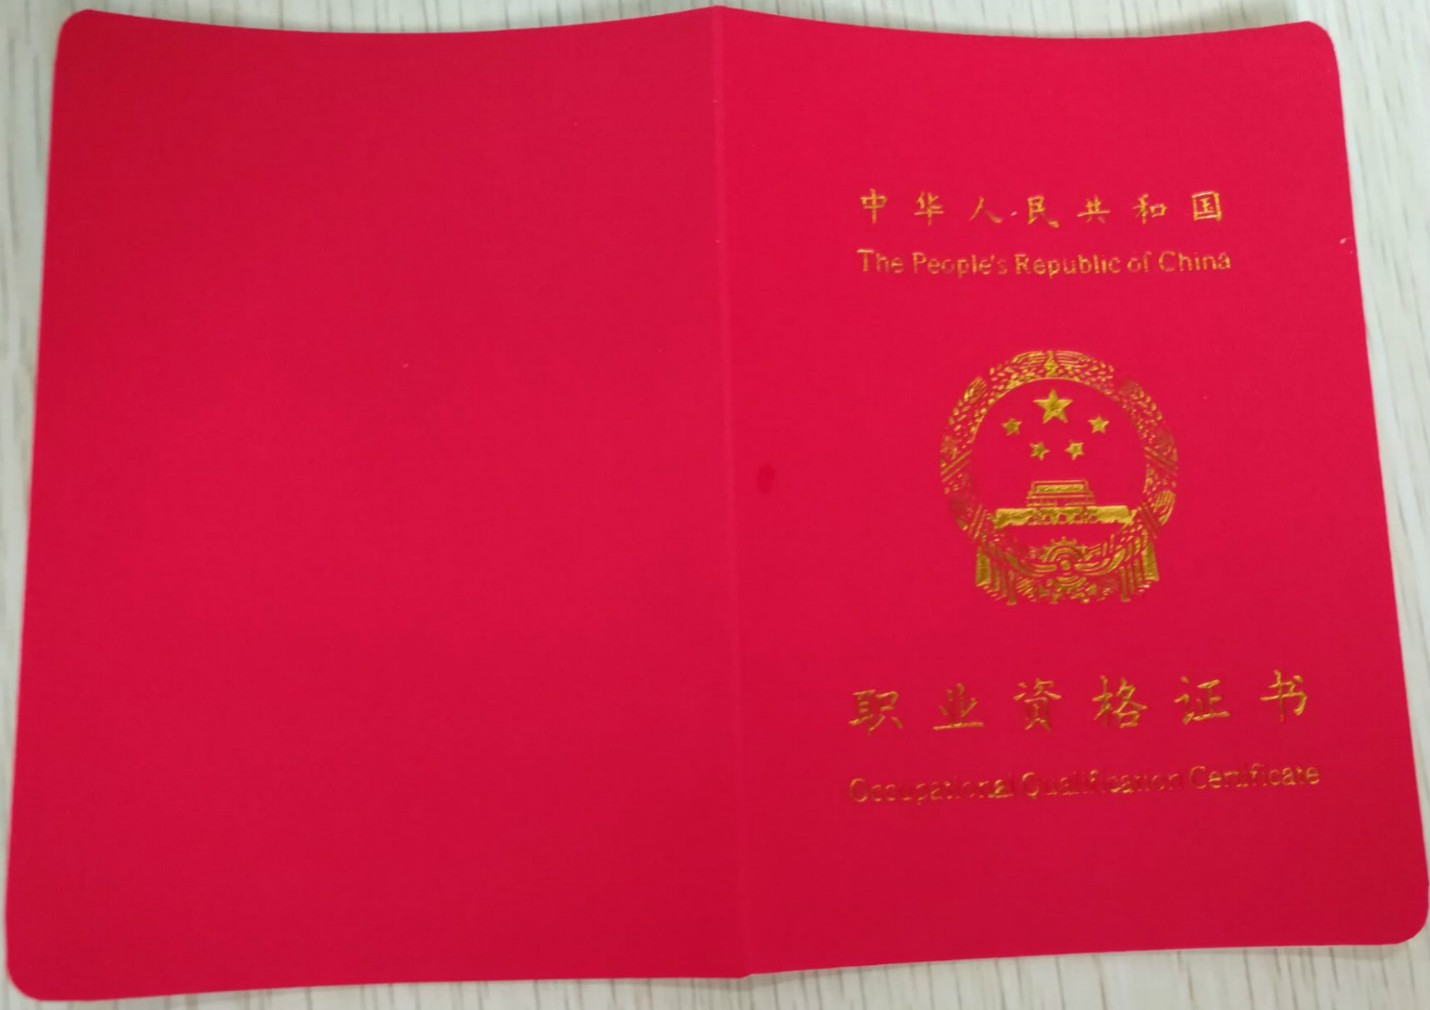 中华人民共和国
The People's Republic of China
职业资格证书
Occupational Qualification Certificate